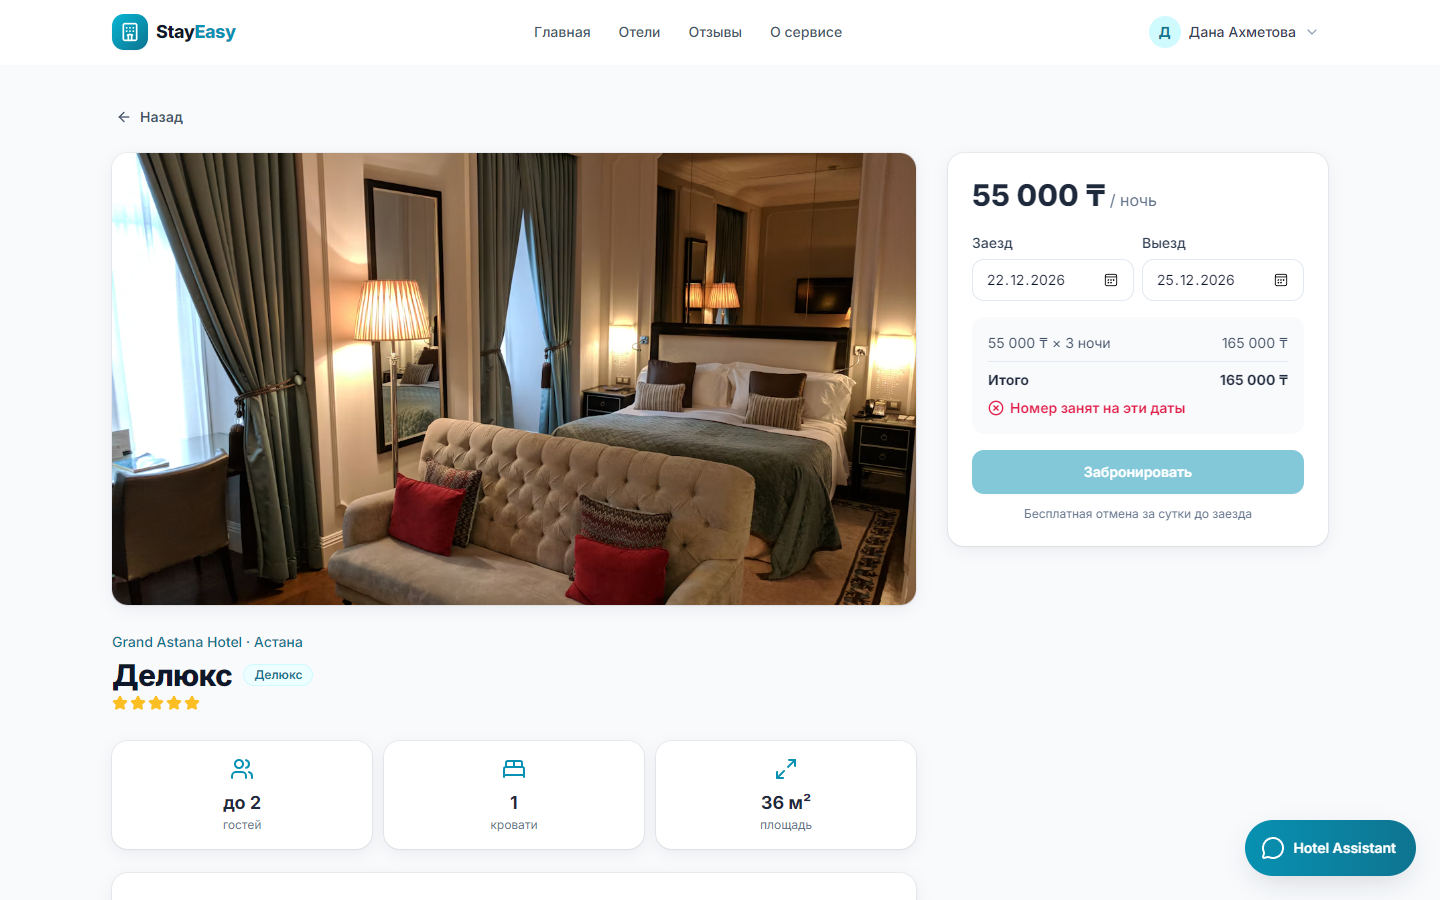 StayEasy
Главная
Отели
Отзывы
О сервисе
Д
Дана Ахметова
Назад
55 000 ₸ / ночь
Заезд
Выезд
22.12.2026
25.12.2026
55 000 ₸ × 3 ночи
165 000 ₸
Итого
165 000 ₸
Номер занят на эти даты
Забронировать
Бесплатная отмена за сутки до заезда
Grand Astana Hotel · Астана
Делюкс
Делюкс
до 2
гостей
1
кровати
36 м²
площадь
Hotel Assistant